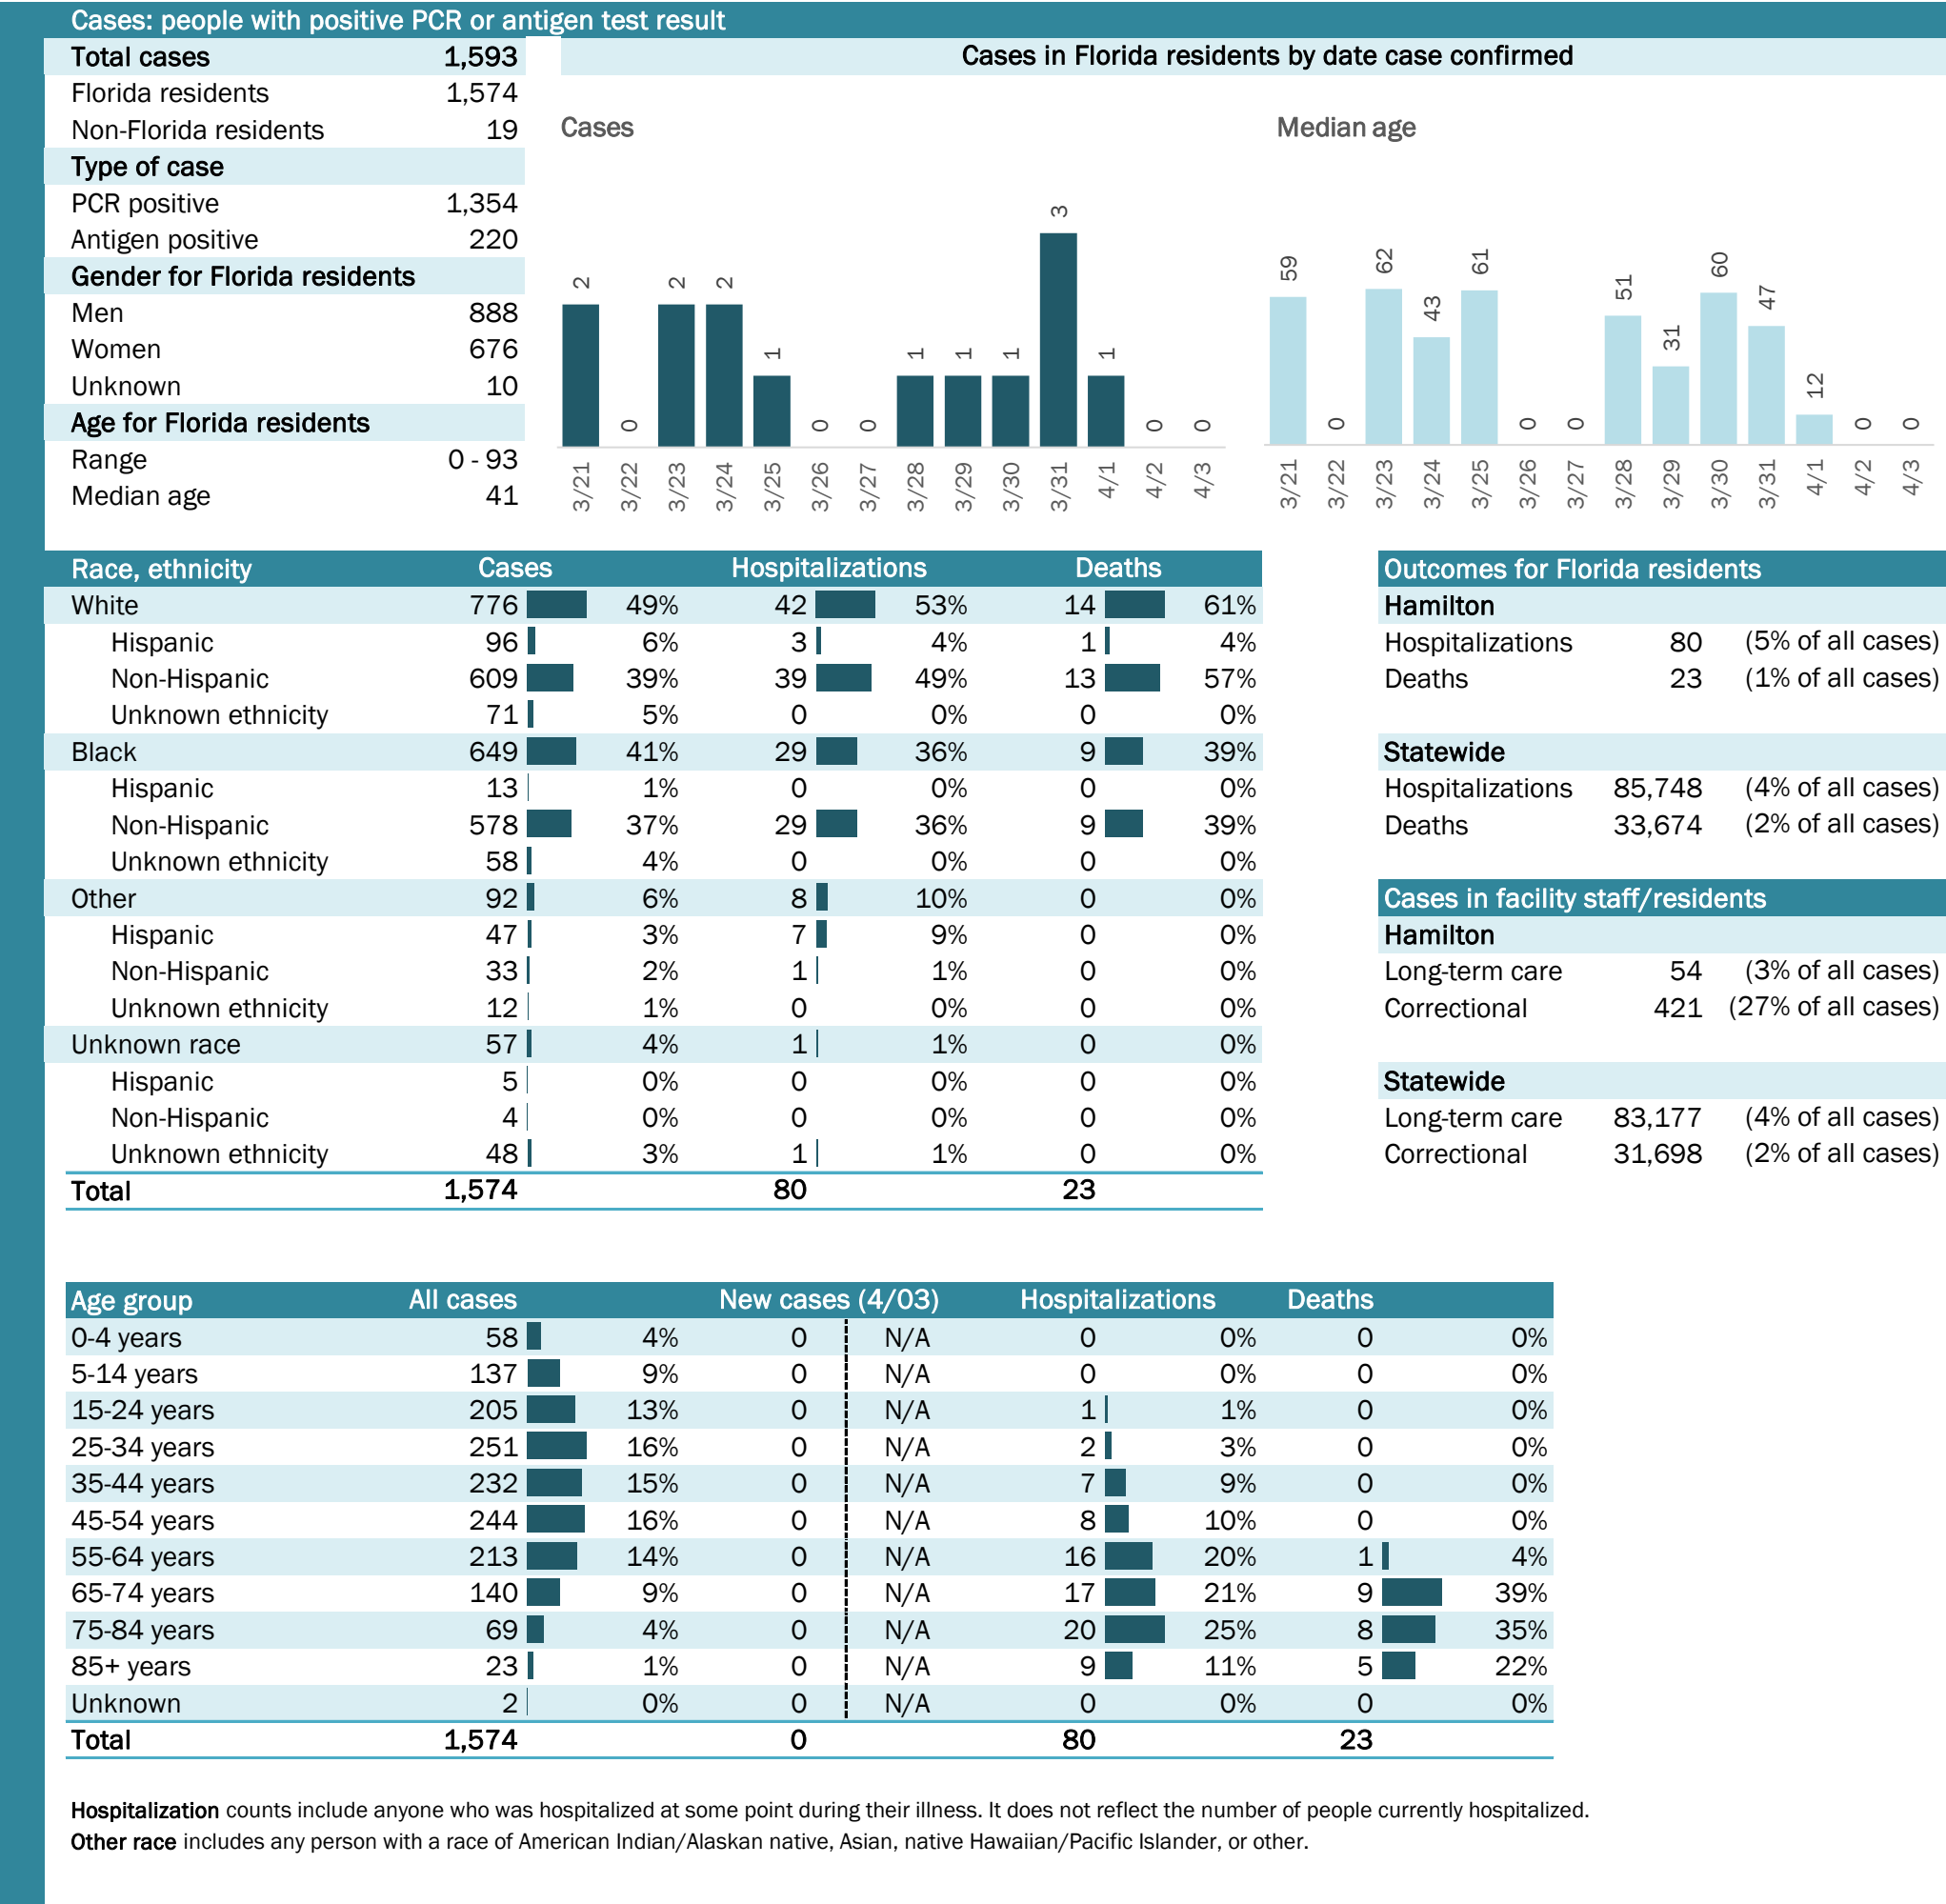 Cases: people with positive PCR or antigen test result
Total cases 1,593
Florida residents 1,574
Non-Florida residents 19
Type of case
PCR positive 1,354
Antigen positive 220
Gender for Florida residents
Men 888
Women 676
Unknown 10
Age for Florida residents
Range 0 - 93
Median age 41
Cases in Florida residents by date case confirmed
Cases
2 0 2 2 1 0 0 1 1 1 3 1 0 0
3/21 3/22 3/23 3/24 3/25 3/26 3/27 3/28 3/29 3/30 3/31 4/1 4/2 4/3
Median age
59 0 62 43 61 0 0 51 31 60 47 12 0 0
3/21 3/22 3/23 3/24 3/25 3/26 3/27 3/28 3/29 3/30 3/31 4/1 4/2 4/3
Race, ethnicity Cases Hospitalizations Deaths
White 776 49% 42 53% 14 61%
Hispanic 96 6% 3 4% 1 4%
Non-Hispanic 609 39% 39 49% 13 57%
Unknown ethnicity 71 5% 0 0% 0 0%
Black 649 41% 29 36% 9 39%
Hispanic 13 1% 0 0% 0 0%
Non-Hispanic 578 37% 29 36% 9 39%
Unknown ethnicity 58 4% 0 0% 0 0%
Other 92 6% 8 10% 0 0%
Hispanic 47 3% 7 9% 0 0%
Non-Hispanic 33 2% 1 1% 0 0%
Unknown ethnicity 12 1% 0 0% 0 0%
Unknown race 57 4% 1 1% 0 0%
Hispanic 5 0% 0 0% 0 0%
Non-Hispanic 4 0% 0 0% 0 0%
Unknown ethnicity 48 3% 1 1% 0 0%
Total 1,574 80 23
Outcomes for Florida residents
Hamilton
Hospitalizations 80 (5% of all cases)
Deaths 23 (1% of all cases)
Statewide
Hospitalizations 85,748 (4% of all cases)
Deaths 33,674 (2% of all cases)
Cases in facility staff/residents
Hamilton
Long-term care 54 (3% of all cases)
Correctional 421 (27% of all cases)
Statewide
Long-term care 83,177 (4% of all cases)
Correctional 31,698 (2% of all cases)
Age group All cases New cases (4/03) Hospitalizations Deaths
0-4 years 58 4% 0 N/A 0 0% 0 0%
5-14 years 137 9% 0 N/A 0 0% 0 0%
15-24 years 205 13% 0 N/A 1 1% 0 0%
25-34 years 251 16% 0 N/A 2 3% 0 0%
35-44 years 232 15% 0 N/A 7 9% 0 0%
45-54 years 244 16% 0 N/A 8 10% 0 0%
55-64 years 213 14% 0 N/A 16 20% 1 4%
65-74 years 140 9% 0 N/A 17 21% 9 39%
75-84 years 69 4% 0 N/A 20 25% 8 35%
85+ years 23 1% 0 N/A 9 11% 5 22%
Unknown 2 0% 0 N/A 0 0% 0 0%
Total 1,574 0 80 23
Hospitalization counts include anyone who was hospitalized at some point during their illness. It does not reflect the number of people currently hospitalized.
Other race includes any person with a race of American Indian/Alaskan native, Asian, native Hawaiian/Pacific Islander, or other.